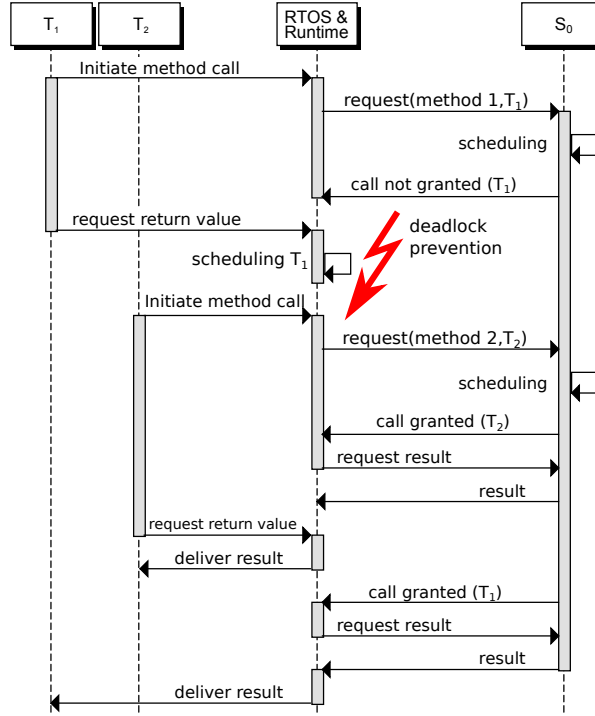 T1 T2 RTOS & S0
Runtime
Initiate method call
request(method 1,T1)
scheduling
call not granted (T1)
request return value
deadlock
prevention
scheduling T1
Initiate method call
request(method 2,T2)
scheduling
call granted (T2)
request result
result
request return value
deliver result
call granted (T1)
request result
result
deliver result